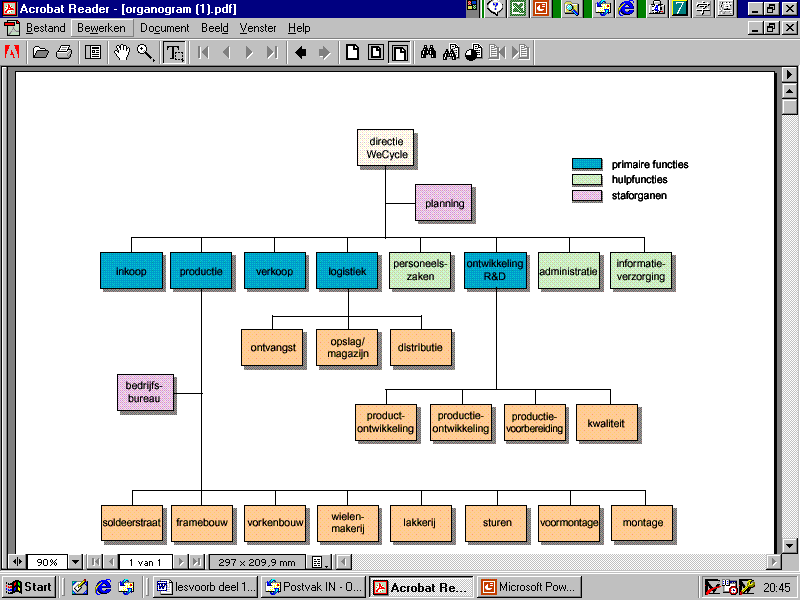 Acrobat Reader - [organogram (1).pdf]
Bestand Bewerken Document Beeld Venster Help
directie
WeCycle
planning
primaire functies
hulpfuncties
staforganen
inkoop
productie
verkoop
logistiek
personeels-
zaken
ontwikkeling
R&D
administratie
informatie-
verzorging
ontvangst
opslag/
magazijn
distributie
bedrijfs-
bureau
product-
ontwikkeling
productie-
ontwikkeling
productie-
voorbereiding
kwaliteit
soldeerstraat
framebouw
vorkenbouw
wielen-
makerij
lakkerij
sturen
voormontage
montage
90% 1 van 1 297 x 209,9 mm
Start lesvoorb deel 1... Postvak IN - O... Acrobat Re... Microsoft Pow... 20:45